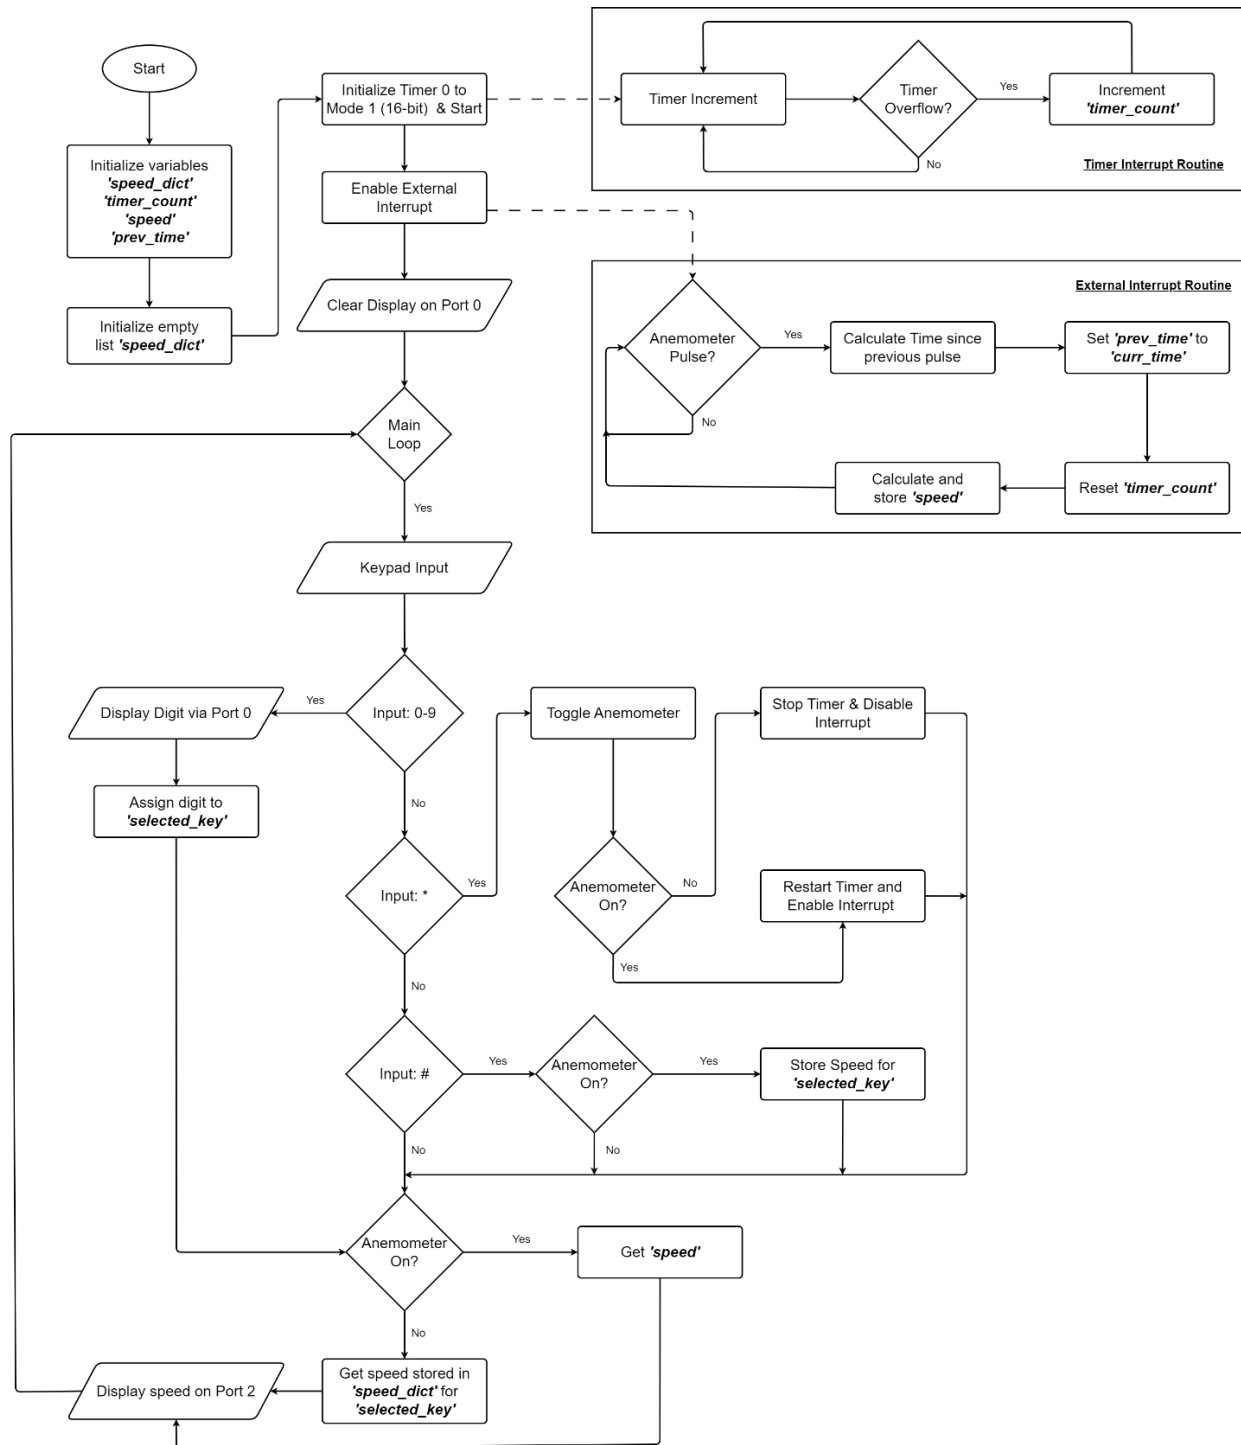 Start
Initialize variables
'speed_dict'
'timer_count'
'speed'
'prev_time'
Initialize empty
list 'speed_dict'
Initialize Timer 0 to
Mode 1 (16-bit) & Start
Enable External
Interrupt
Clear Display on Port 0
Main
Loop
Yes
Timer Increment
Timer
Overflow?
Yes
Increment
'timer_count'
No
Timer Interrupt Routine
External Interrupt Routine
Anemometer
Pulse?
Yes
Calculate Time since
previous pulse
Set 'prev_time' to
'curr_time'
No
Calculate and
store 'speed'
Reset 'timer_count'
Keypad Input
Input: 0-9
Yes
Display Digit via Port 0
Assign digit to
'selected_key'
No
Input: *
Yes
Toggle Anemometer
Anemometer
On?
No
Stop Timer & Disable
Interrupt
Yes
Restart Timer and
Enable Interrupt
No
Input: #
Yes
Anemometer
On?
Yes
Store Speed for
'selected_key'
No
No
Anemometer
On?
Yes
Get 'speed'
No
Get speed stored in
'speed_dict' for
'selected_key'
Display speed on Port 2